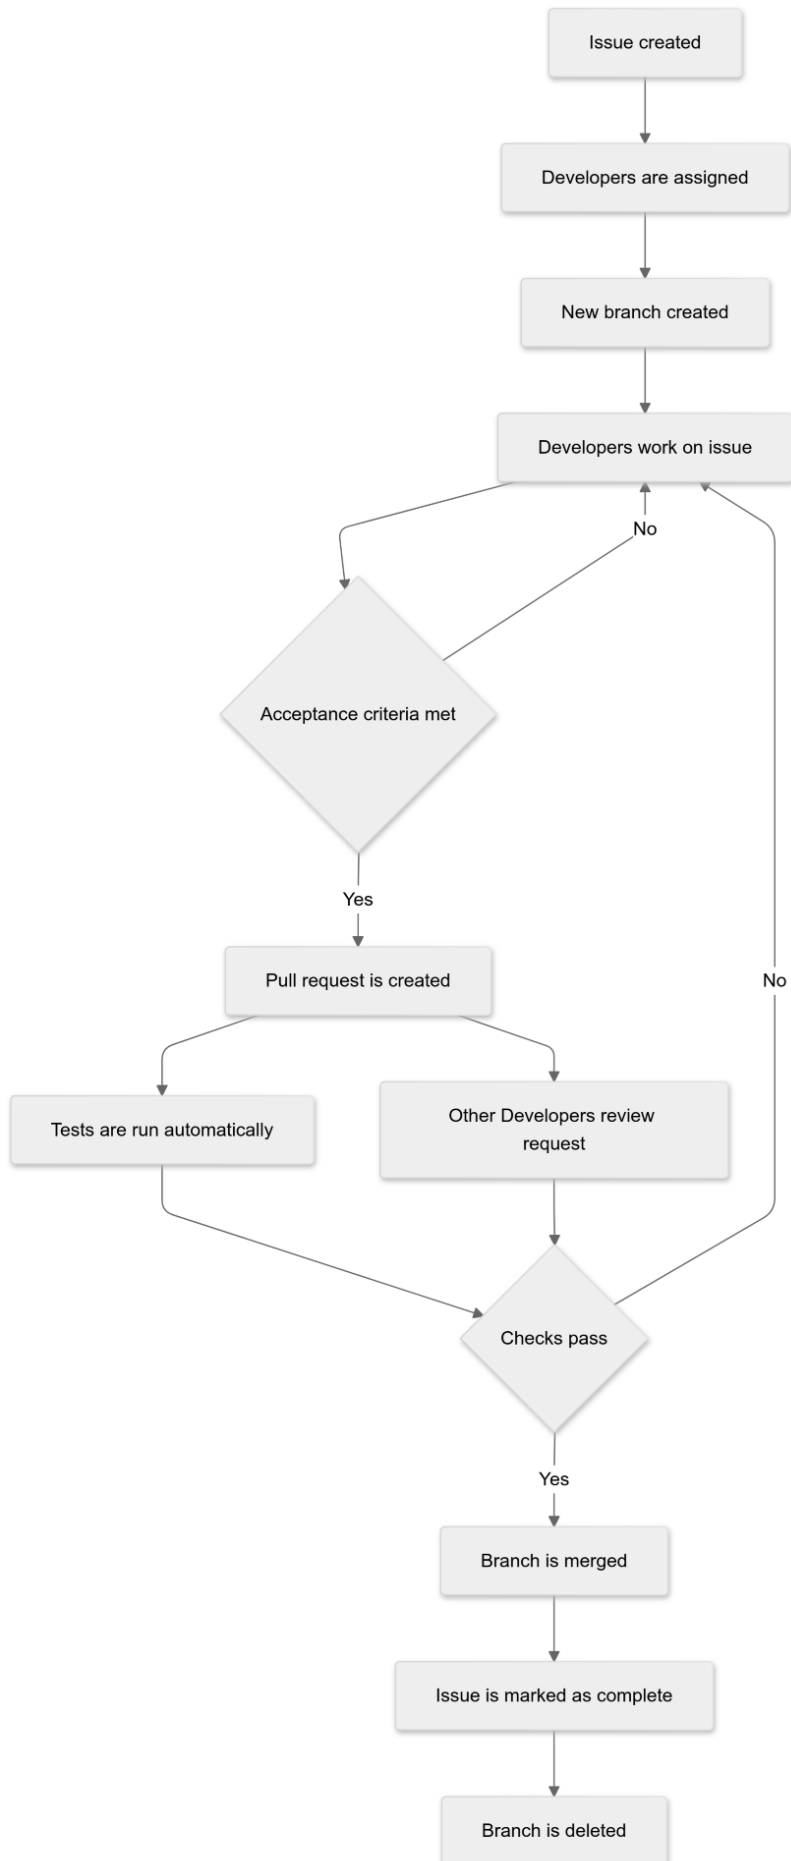 Issue created
Developers are assigned
New branch created
Developers work on issue
No
Acceptance criteria met
Yes
Pull request is created
No
Tests are run automatically
Other Developers review
request
Checks pass
Yes
Branch is merged
Issue is marked as complete
Branch is deleted